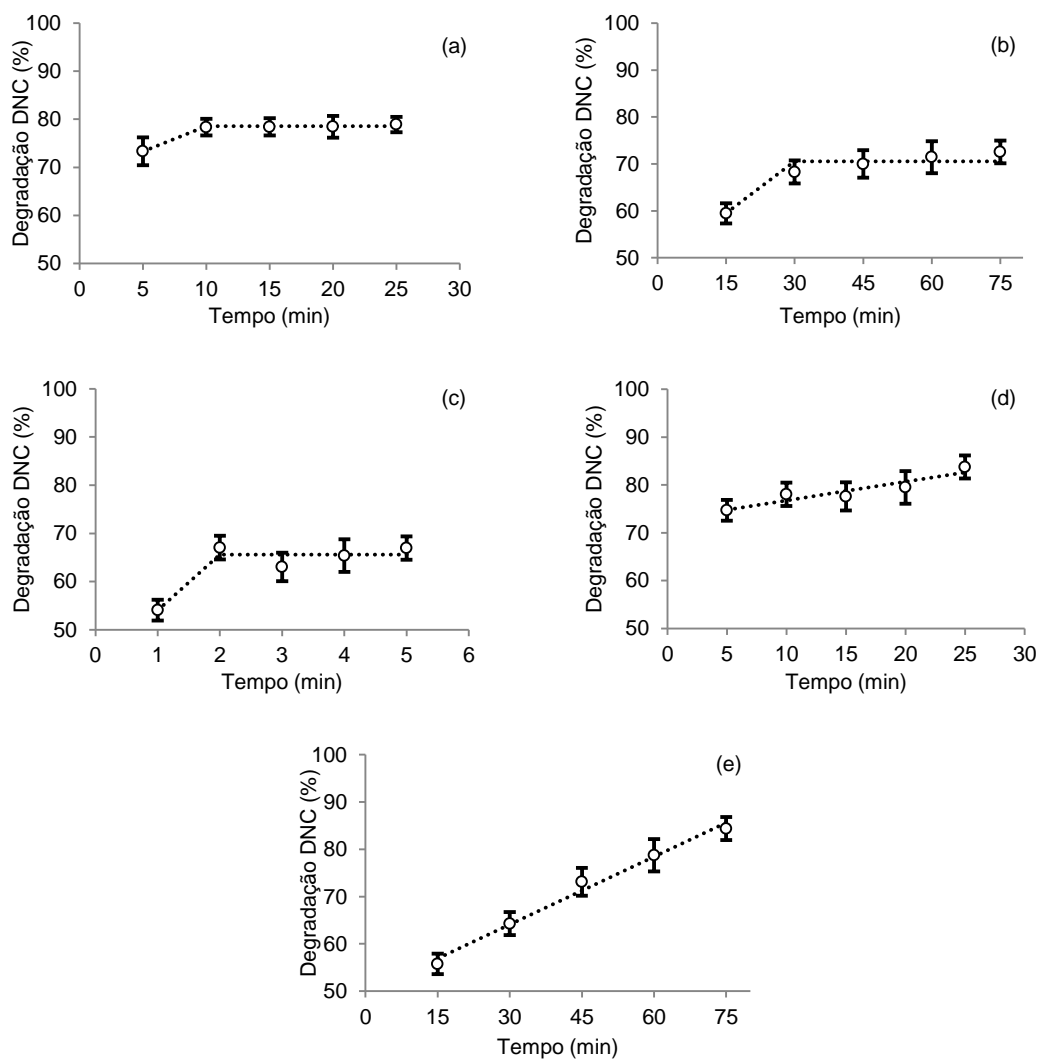 (a)
Degradação DNC (%)
100
90
80
70
60
50
0 5 10 15 20 25 30
Tempo (min)
(b)
Degradação DNC (%)
100
90
80
70
60
50
0 15 30 45 60 75
Tempo (min)
(c)
Degradação DNC (%)
100
90
80
70
60
50
0 1 2 3 4 5 6
Tempo (min)
(d)
Degradação DNC (%)
100
90
80
70
60
50
0 5 10 15 20 25 30
Tempo (min)
(e)
Degradação DNC (%)
100
90
80
70
60
50
0 15 30 45 60 75
Tempo (min)